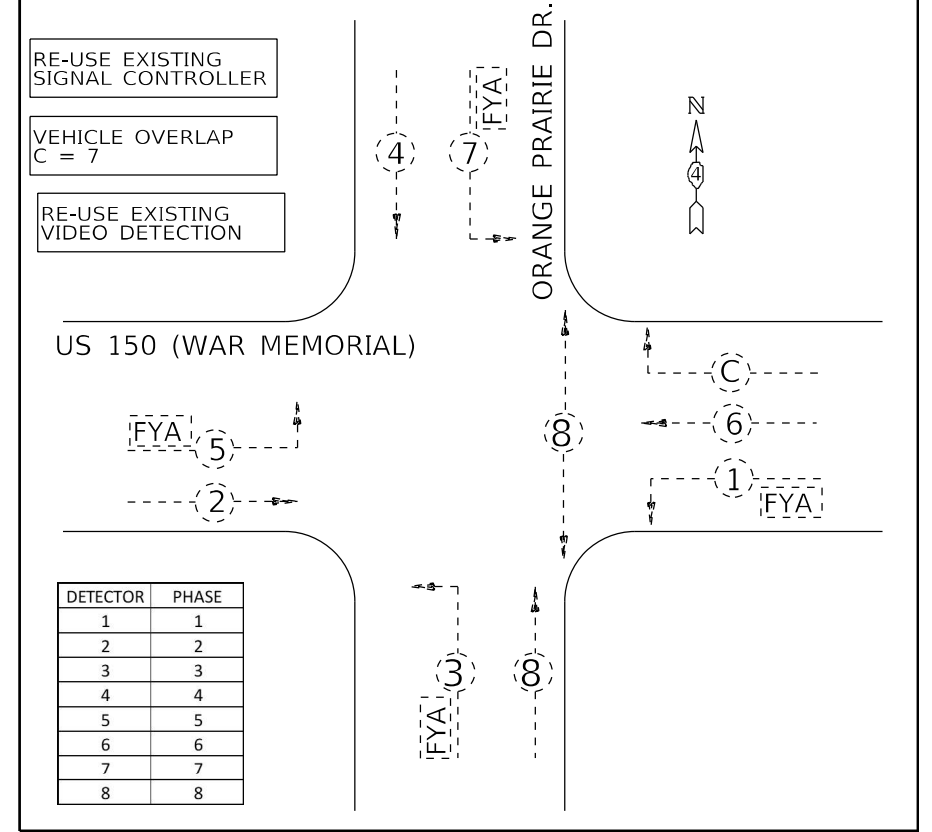 RE-USE EXISTING
SIGNAL CONTROLLER
VEHICLE OVERLAP
C = 7
RE-USE EXISTING
VIDEO DETECTION
4
7
FYA
ORANGE PRAIRIE DR.
N
4
US 150 (WAR MEMORIAL)
C
FYA
5
8
6
2
1
FYA
DETECTOR PHASE
1 1
2 2
3 3
4 4
5 5
6 6
7 7
8 8
3
8
FYA